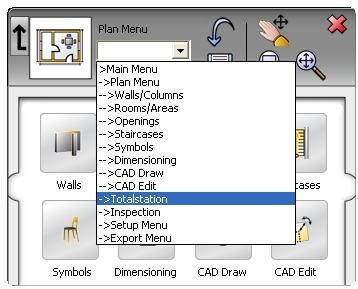 Plan Menu
>Main Menu
->Plan Menu
-->Walls/Columns
-->Rooms/Areas
-->Openings
-->Staircases
-->Symbols
-->Dimensioning
-->CAD Draw
-->CAD Edit
->Totalstation
->Inspection
->Setup Menu
->Export Menu
Walls
cases
Symbols
Dimensioning
CAD Draw
CAD Edit